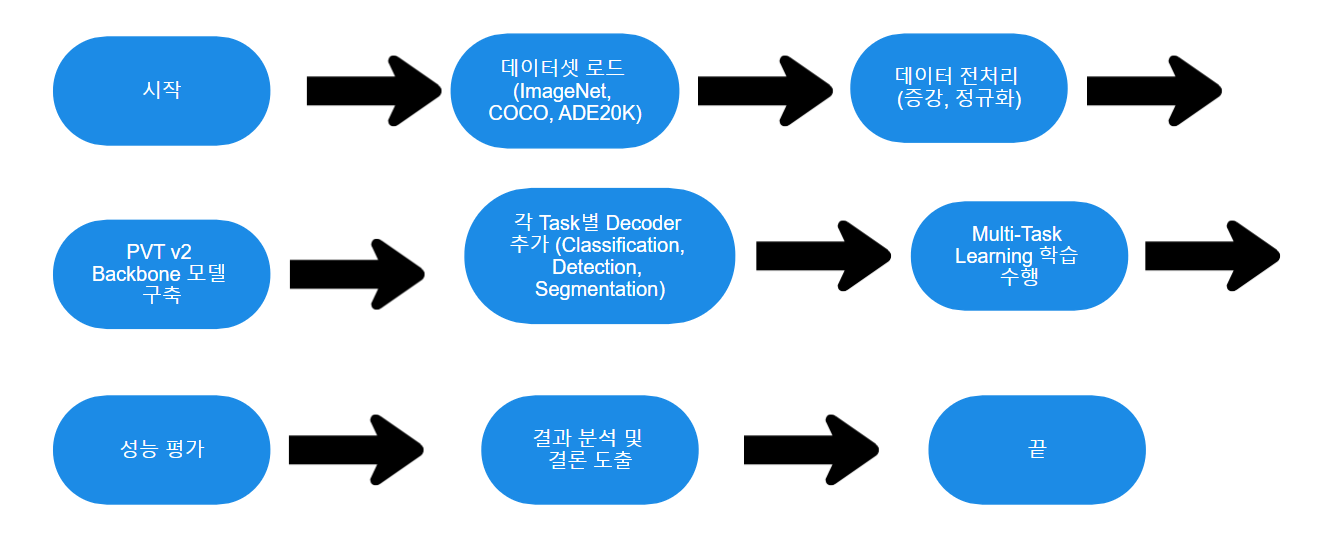 시작
데이터셋 로드
(ImageNet,
COCO, ADE20K)
데이터 전처리
(증강, 정규화)
PVT v2
Backbone 모델
구축
각 Task별 Decoder
추가 (Classification,
Detection,
Segmentation)
Multi-Task
Learning 학습
수행
성능 평가
결과 분석 및
결론 도출
끝